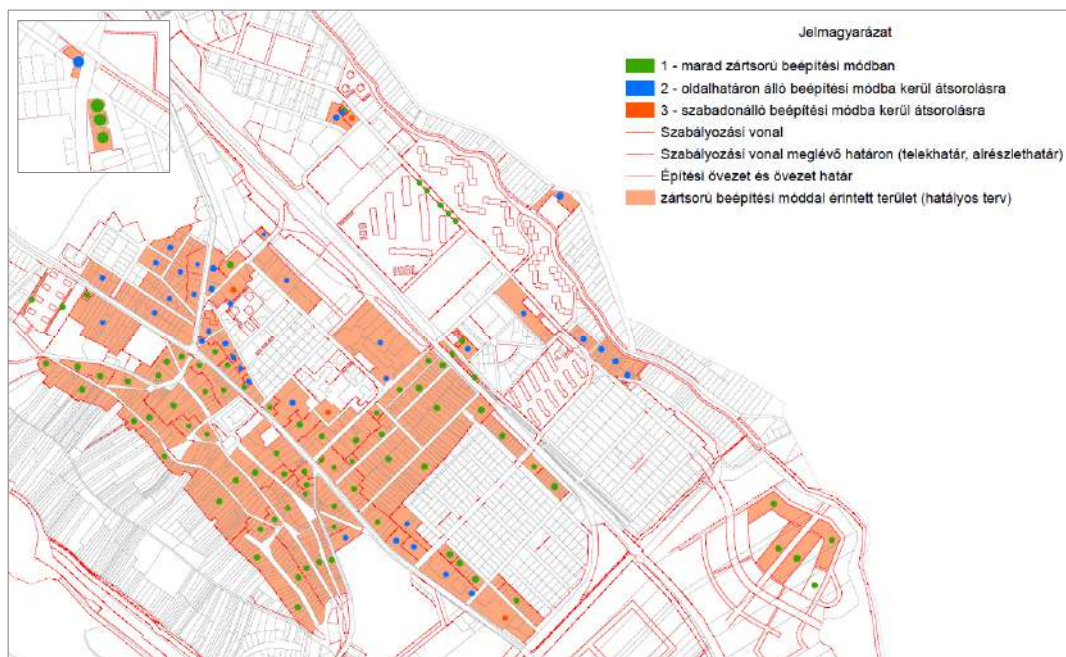 Jelmagyarázat
1 - marad zártsorú beépítési módban
2 - oldalhatáron álló beépítési módba kerül átsorolásra
3 - szabadonálló beépítési módba kerül átsorolásra
Szabályozási vonal
Szabályozási vonal meglévő határon (telekhatár, alrészlethatár)
Építési övezet és övezet határ
zártsorú beépítési móddal érintett terület (hatályos terv)